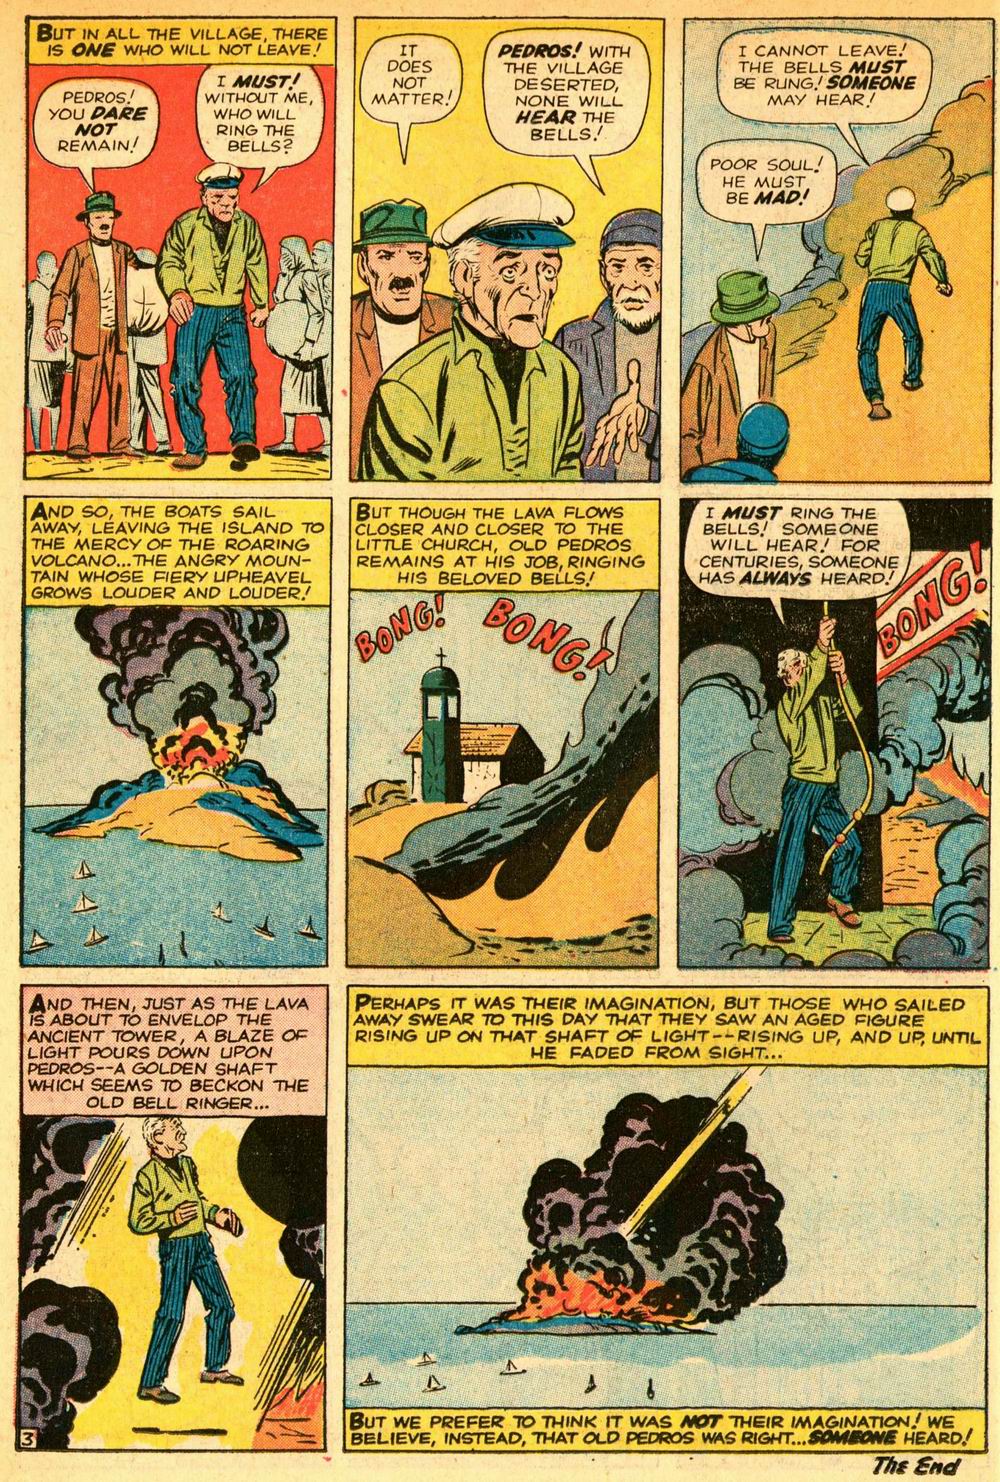 BUT IN ALL THE VILLAGE, THERE
IS ONE WHO WILL NOT LEAVE!
PEDROS!
YOU DARE
NOT
REMAIN!
I MUST!
WITHOUT ME,
WHO WILL
RING THE
BELLS?
IT
DOES
NOT
MATTER!
PEDROS! WITH
THE VILLAGE
DESERTED,
NONE WILL
HEAR THE
BELLS!
I CANNOT LEAVE!
THE BELLS MUST
BE RUNG! SOMEONE
MAY HEAR!
POOR SOUL!
HE MUST
BE MAD!
AND SO, THE BOATS SAIL
AWAY, LEAVING THE ISLAND TO
THE MERCY OF THE ROARING
VOLCANO...THE ANGRY MOUN-
TAIN WHOSE FIERY UPHEAVEL
GROWS LOUDER AND LOUDER!
BUT THOUGH THE LAVA FLOWS
CLOSER AND CLOSER TO THE
LITTLE CHURCH, OLD PEDROS
REMAINS AT HIS JOB, RINGING
HIS BELOVED BELLS!
BONG!
BONG!
I MUST RING THE
BELLS! SOMEONE
WILL HEAR! FOR
CENTURIES, SOMEONE
HAS ALWAYS HEARD!
BONG!
AND THEN, JUST AS THE LAVA
IS ABOUT TO ENVELOP THE
ANCIENT TOWER, A BLAZE OF
LIGHT POURS DOWN UPON
PEDROS--A GOLDEN SHAFT
WHICH SEEMS TO BECKON THE
OLD BELL RINGER...
3
PERHAPS IT WAS THEIR IMAGINATION, BUT THOSE WHO SAILED
AWAY SWEAR TO THIS DAY THAT THEY SAW AN AGED FIGURE
RISING UP ON THAT SHAFT OF LIGHT--RISING UP, AND UP, UNTIL
HE FADED FROM SIGHT...
BUT WE PREFER TO THINK IT WAS NOT THEIR IMAGINATION! WE
BELIEVE, INSTEAD, THAT OLD PEDROS WAS RIGHT...SOMEONE HEARD!
The End